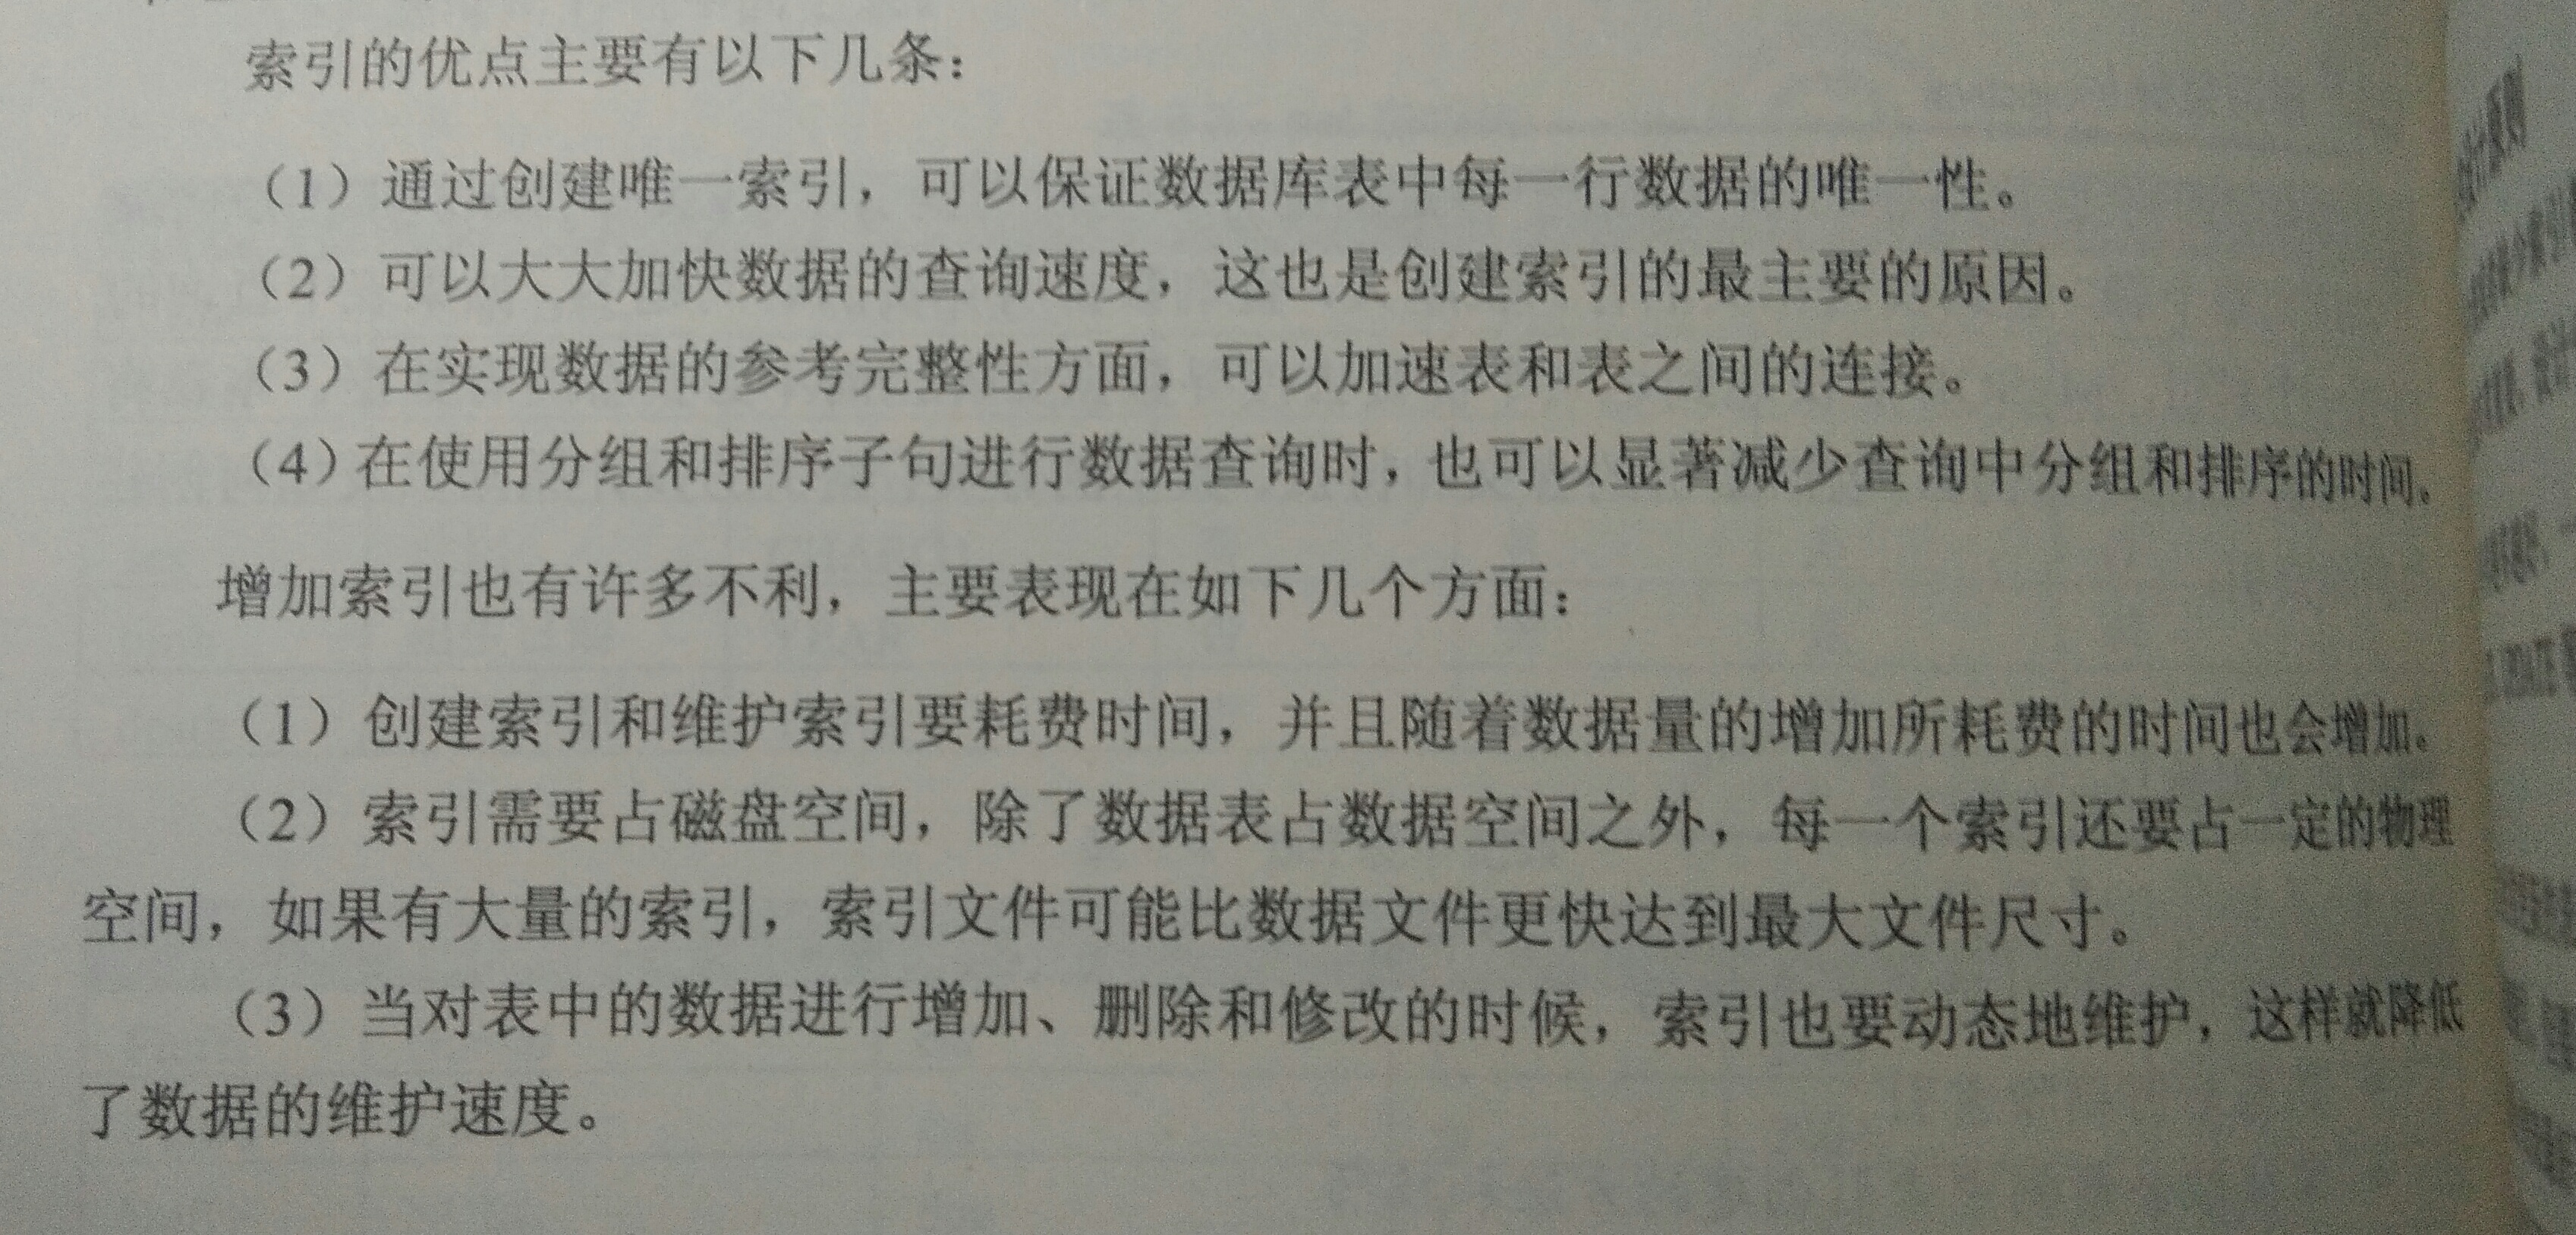 索引的优点主要有以下几条：
（1）通过创建唯一索引，可以保证数据库表中每一行数据的唯一性。
（2）可以大大加快数据的查询速度，这也是创建索引的最主要的原因。
（3）在实现数据的参考完整性方面，可以加速表和表之间的连接。
（4）在使用分组和排序子句进行数据查询时，也可以显著减少查询中分组和排序的时间。
增加索引也有许多不利，主要表现在如下几个方面：
（1）创建索引和维护索引要耗费时间，并且随着数据量的增加所耗费的时间也会增加。
（2）索引需要占磁盘空间，除了数据表占数据空间之外，每一个索引还要占一定的物理
空间，如果有大量的索引，索引文件可能比数据文件更快达到最大文件尺寸。
（3）当对表中的数据进行增加、删除和修改的时候，索引也要动态地维护，这样就降低
了数据的维护速度。